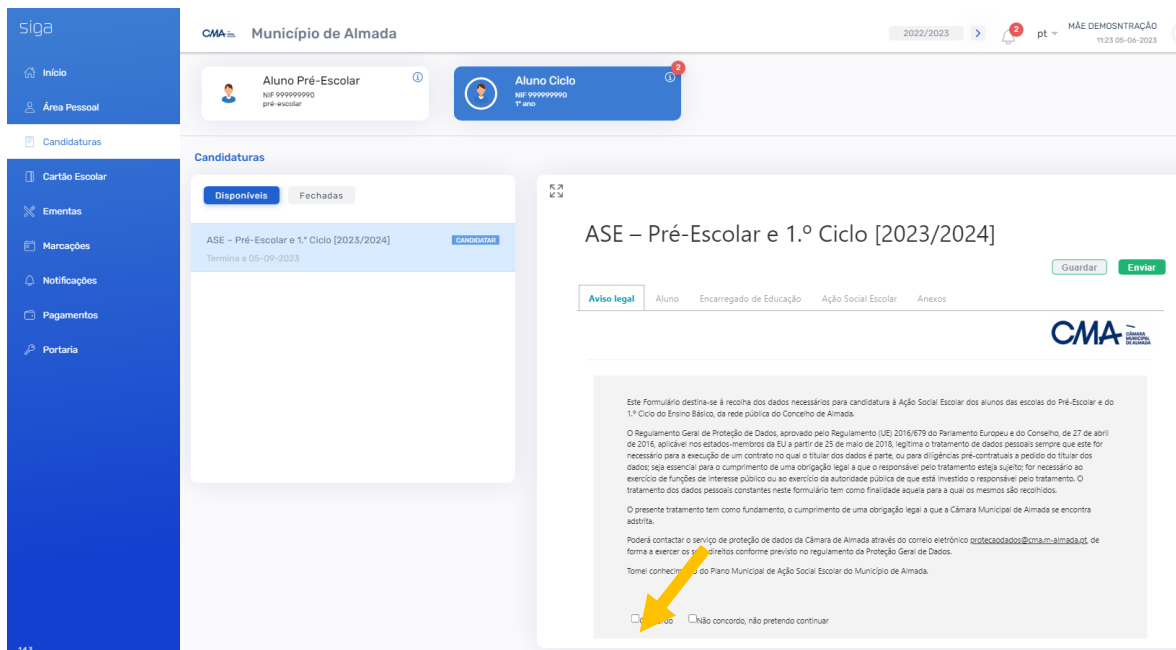 siga
CMA Município de Almada
2022/2023
2
pt
MÃE DEMOSNTRAÇÃO
11:23 05-06-2023
Início
Área Pessoal
Candidaturas
Cartão Escolar
Ementas
Marcações
Notificações
Pagamentos
Portaria
Aluno Pré-Escolar
NIF 999999990
pré-escolar
Aluno Ciclo
NIF 999999990
1º ano
2
Candidaturas
Disponíveis Fechadas
ASE – Pré-Escolar e 1.º Ciclo [2023/2024] CANDIDATAR
Termina a 05-09-2023
ASE – Pré-Escolar e 1.º Ciclo [2023/2024]
Guardar Enviar
Aviso legal Aluno Encarregado de Educação Ação Social Escolar Anexos
CMA CÂMARA MUNICIPAL DE ALMADA
Este Formulário destina-se à recolha dos dados necessários para candidatura à Ação Social Escolar dos alunos das escolas do Pré-Escolar e do
1.º Ciclo do Ensino Básico, da rede pública do Concelho de Almada.
O Regulamento Geral de Proteção de Dados, aprovado pelo Regulamento (UE) 2016/679 do Parlamento Europeu e do Conselho, de 27 de abril
de 2016, aplicável nos estados-membros da EU a partir de 25 de maio de 2018, legitima o tratamento de dados pessoais sempre que este for
necessário para a execução de um contrato no qual o titular dos dados é parte, ou para diligências pré-contratuais a pedido do titular dos
dados; seja essencial para o cumprimento de uma obrigação legal a que o responsável pelo tratamento esteja sujeito; for necessário ao
exercício de funções de interesse público ou ao exercício da autoridade pública de que está investido o responsável pelo tratamento. O
tratamento dos dados pessoais constantes neste formulário tem como finalidade aquela para a qual os mesmos são recolhidos.
O presente tratamento tem como fundamento, o cumprimento de uma obrigação legal a que a Câmara Municipal de Almada se encontra
adstrita.
Poderá contactar o serviço de proteção de dados da Câmara de Almada através do correio eletrónico protecaodados@cma.m-almada.pt, de
forma a exercer os direitos conforme previsto no regulamento da Proteção Geral de Dados.
Tomei do Plano Municipal de Ação Social Escolar do Município de Almada.
Não concordo, não pretendo continuar